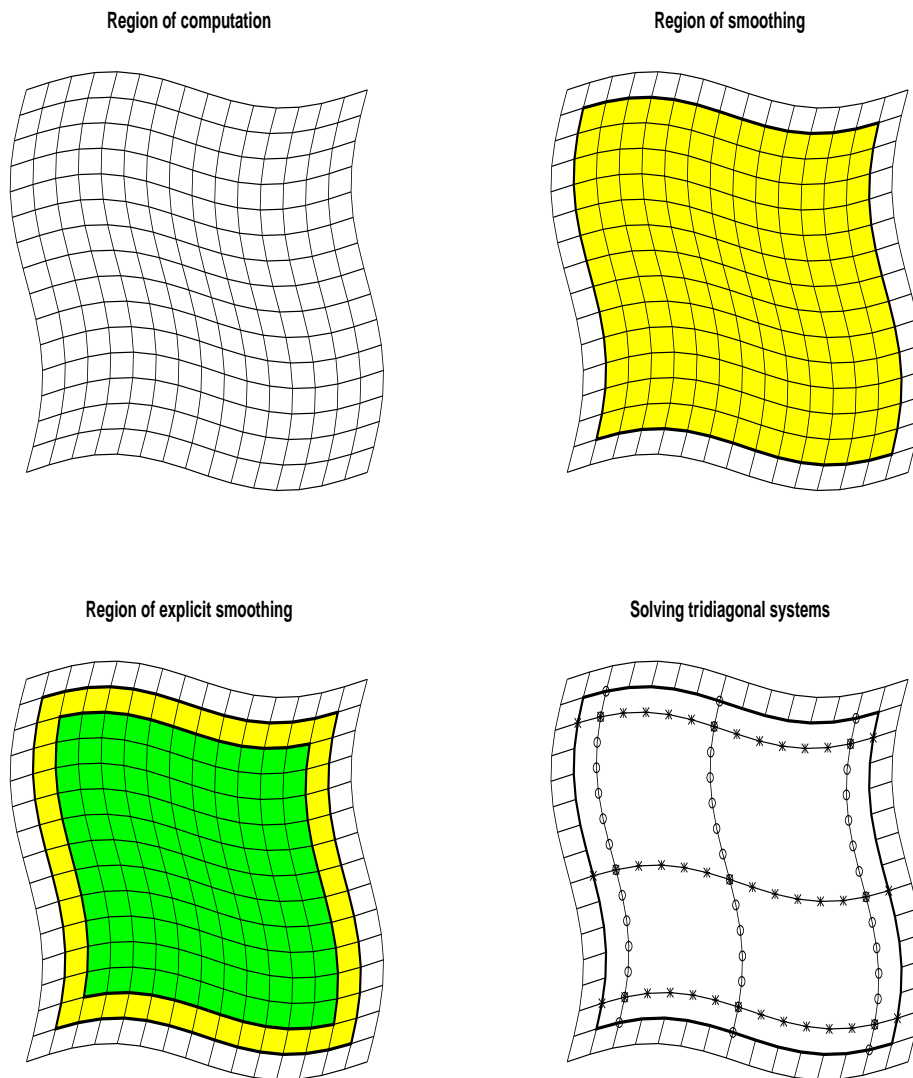 Region of computation
Region of smoothing
Region of explicit smoothing
Solving tridiagonal systems